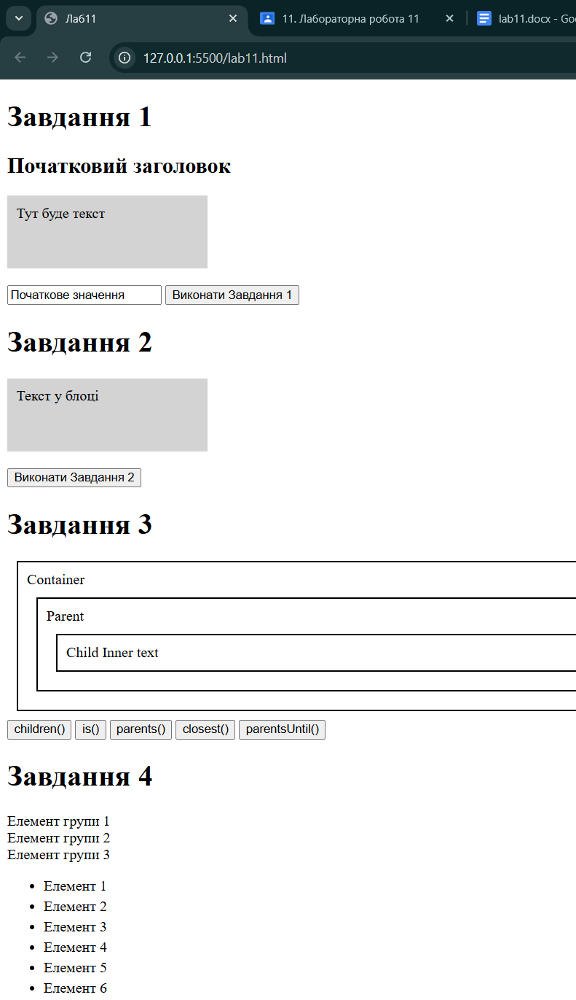 Лаб11
11. Лабораторна робота 11
lab11.docx - Goo
127.0.0.1:5500/lab11.html
Завдання 1
Початковий заголовок
Тут буде текст
Початкове значення Виконати Завдання 1
Завдання 2
Текст у блоці
Виконати Завдання 2
Завдання 3
Container
Parent
Child Inner text
children() is() parents() closest() parentsUntil()
Завдання 4
Елемент групи 1
Елемент групи 2
Елемент групи 3
• Елемент 1
• Елемент 2
• Елемент 3
• Елемент 4
• Елемент 5
• Елемент 6